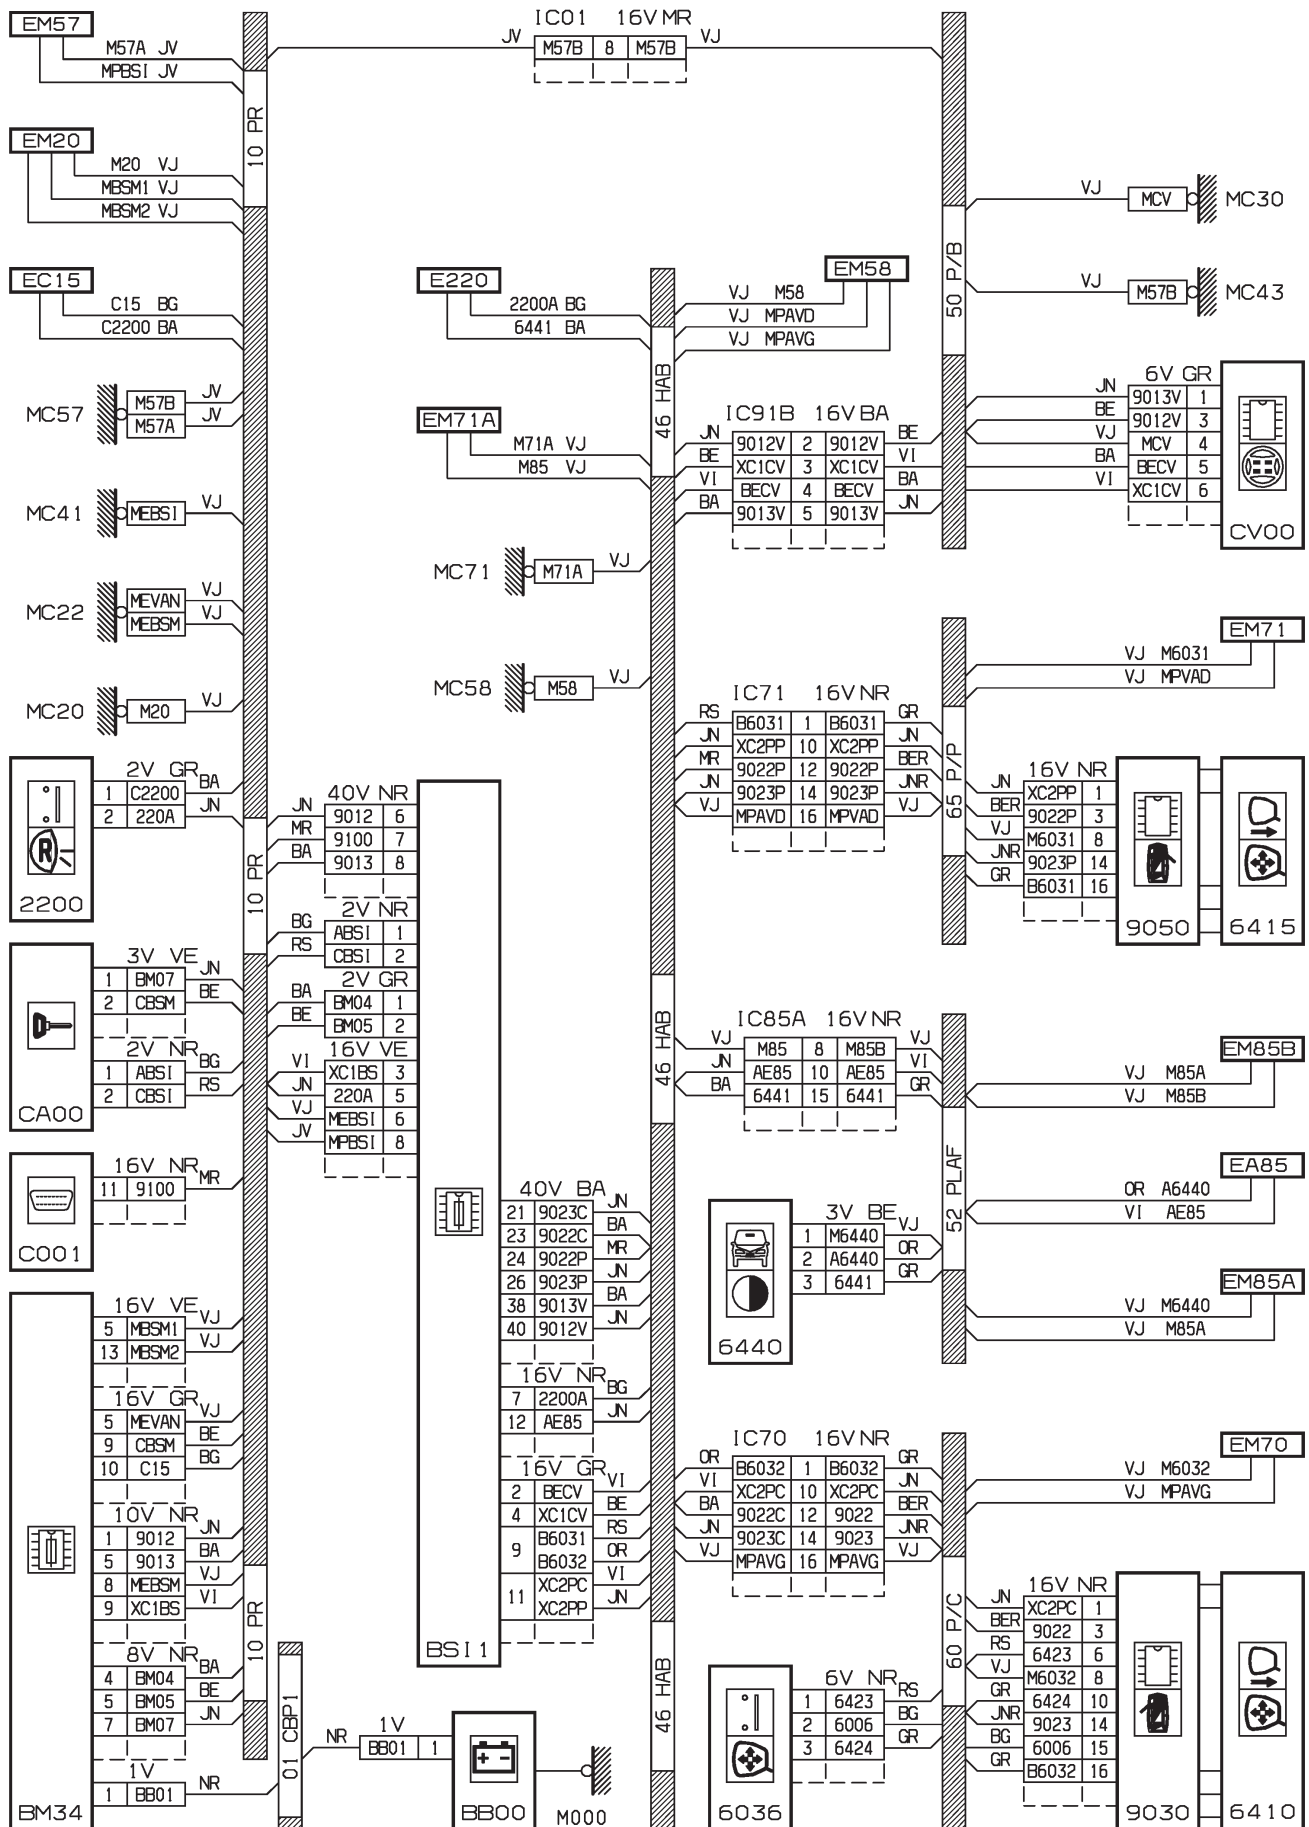 EM57
M57A JV
MPBSI JV
EM20
M20 VJ
MBSM1 VJ
MBSM2 VJ
EC15
C15 BG
C2200 BA
MC57
M57B JV
M57A JV
MC41
MEBSI VJ
MC22
MEVAN VJ
MEBSM VJ
MC20
M20 VJ
2V GR
1 C2200 BA
2 220A JN
R
2200
3V VE
1 BM07 JN
2 CBSM BE
2V NR
1 ABSI BG
2 CBSI RS
CA00
16V NR
11 9100 MR
C001
16V VE
5 MBSM1 VJ
13 MBSM2 VJ
16V GR
5 MEVAN VJ
9 CBSM BE
10 C15 BG
10V NR
1 9012 JN
5 9013 BA
8 MEBSM VJ
9 XC1BS VI
8V NR
4 BM04 BA
5 BM05 BE
7 BM07 JN
1V
1 BB01 NR
BM34
10 PR
10 PR
10 PR
01 CBP1
IC01 16V MR
JV M57B 8 M57B VJ
E220
2200A BG
6441 BA
EM71A
M71A VJ
M85 VJ
MC71
M71A VJ
MC58
M58 VJ
40V NR
JN 9012 6
MR 9100 7
BA 9013 8
2V NR
BG ABSI 1
RS CBSI 2
2V GR
BA BM04 1
BE BM05 2
16V VE
VI XC1BS 3
JN 220A 5
VJ MEBSI 6
JV MPBSI 8
40V BA
21 9023C JN
23 9022C BA
24 9022P MR
26 9023P JN
38 9013V BA
40 9012V JN
16V NR
7 2200A BG
12 AE85 JN
16V GR
2 BECV VI
4 XC1CV BE
9 B6031 RS
B6032 OR
11 XC2PC VI
XC2PP JN
BSI1
NR 1V
BB01 1
+ -
BB00
M000
46 HAB
46 HAB
46 HAB
EM58
VJ M58
VJ MPAVD
VJ MPAVG
IC91B 16V BA
JN 9012V 2 9012V BE
BE XC1CV 3 XC1CV VI
VI BECV 4 BECV BA
BA 9013V 5 9013V JN
IC71 16V NR
RS B6031 1 B6031 GR
JN XC2PP 10 XC2PP JN
MR 9022P 12 9022P BER
JN 9023P 14 9023P JNR
VJ MPAVD 16 MPVAD VJ
IC85A 16V NR
VJ M85 8 M85B VJ
JN AE85 10 AE85 VI
BA 6441 15 6441 GR
3V BE
1 M6440 VJ
2 A6440 OR
3 6441 GR
6440
IC70 16V NR
OR B6032 1 B6032 GR
VI XC2PC 10 XC2PC JN
BA 9022C 12 9022 BER
JN 9023C 14 9023 JNR
VJ MPAVG 16 MPAVG VJ
6V NR
1 6423 RS
2 6006 BG
3 6424 GR
6036
50 P/B
65 P/P
52 PLAF
60 P/C
VJ MCV MC30
VJ M57B MC43
6V GR
JN 9013V 1
BE 9012V 3
VJ MCV 4
BA BECV 5
VI XC1CV 6
CV00
EM71
VJ M6031
VJ MPVAD
16V NR
JN XC2PP 1
BER 9022P 3
VJ M6031 8
JNR 9023P 14
GR B6031 16
9050
6415
EM85B
VJ M85A
VJ M85B
EA85
OR A6440
VI AE85
EM85A
VJ M6440
VJ M85A
EM70
VJ M6032
VJ MPAVG
16V NR
JN XC2PC 1
BER 9022 3
RS 6423 6
VJ M6032 8
GR 6424 10
JNR 9023 14
BG 6006 15
GR B6032 16
9030
6410